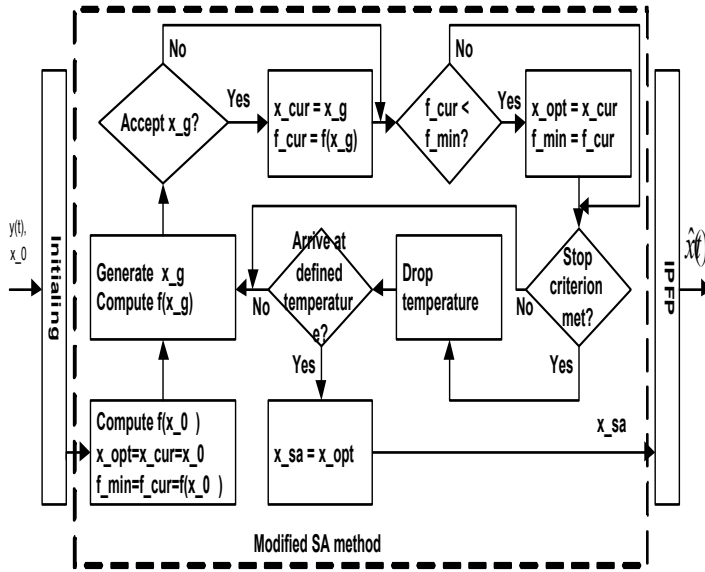 No
No
Accept x_g?
Yes
x_cur = x_g
f_cur = f(x_g)
f_cur <
f_min?
Yes
x_opt = x_cur
f_min = f_cur
y(t),
x_0
Initialing
Generate x_g
Compute f(x_g)
No
Arrive at
defined
temperatur
e?
Yes
Drop
temperature
No
Stop
criterion
met?
Yes
IPFP
x̂(t)
Compute f(x_0 )
x_opt=x_cur=x_0
f_min=f_cur=f(x_0 )
x_sa = x_opt
x_sa
Modified SA method